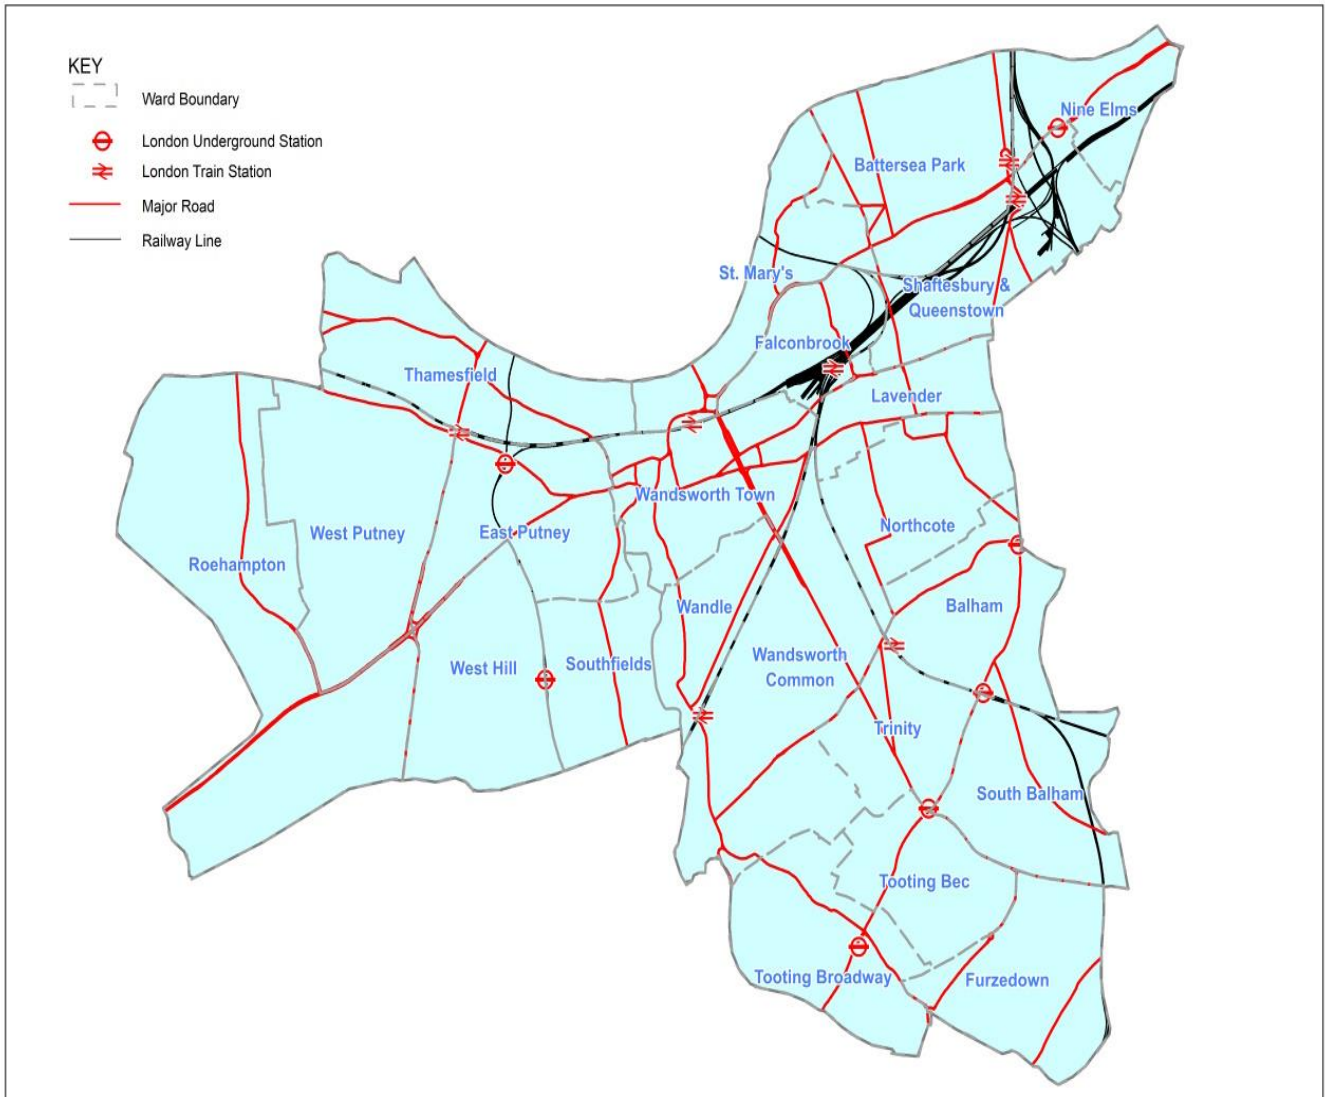 KEY
Ward Boundary
London Underground Station
London Train Station
Major Road
Railway Line
Nine Elms
Battersea Park
St. Mary's
Shaftesbury &
Queenstown
Falconbrook
Thamesfield
Lavender
Wandsworth Town
West Putney
East Putney
Northcote
Roehampton
Wandle
Balham
West Hill
Southfields
Wandsworth
Common
Trinity
South Balham
Tooting Bec
Tooting Broadway
Furzedown